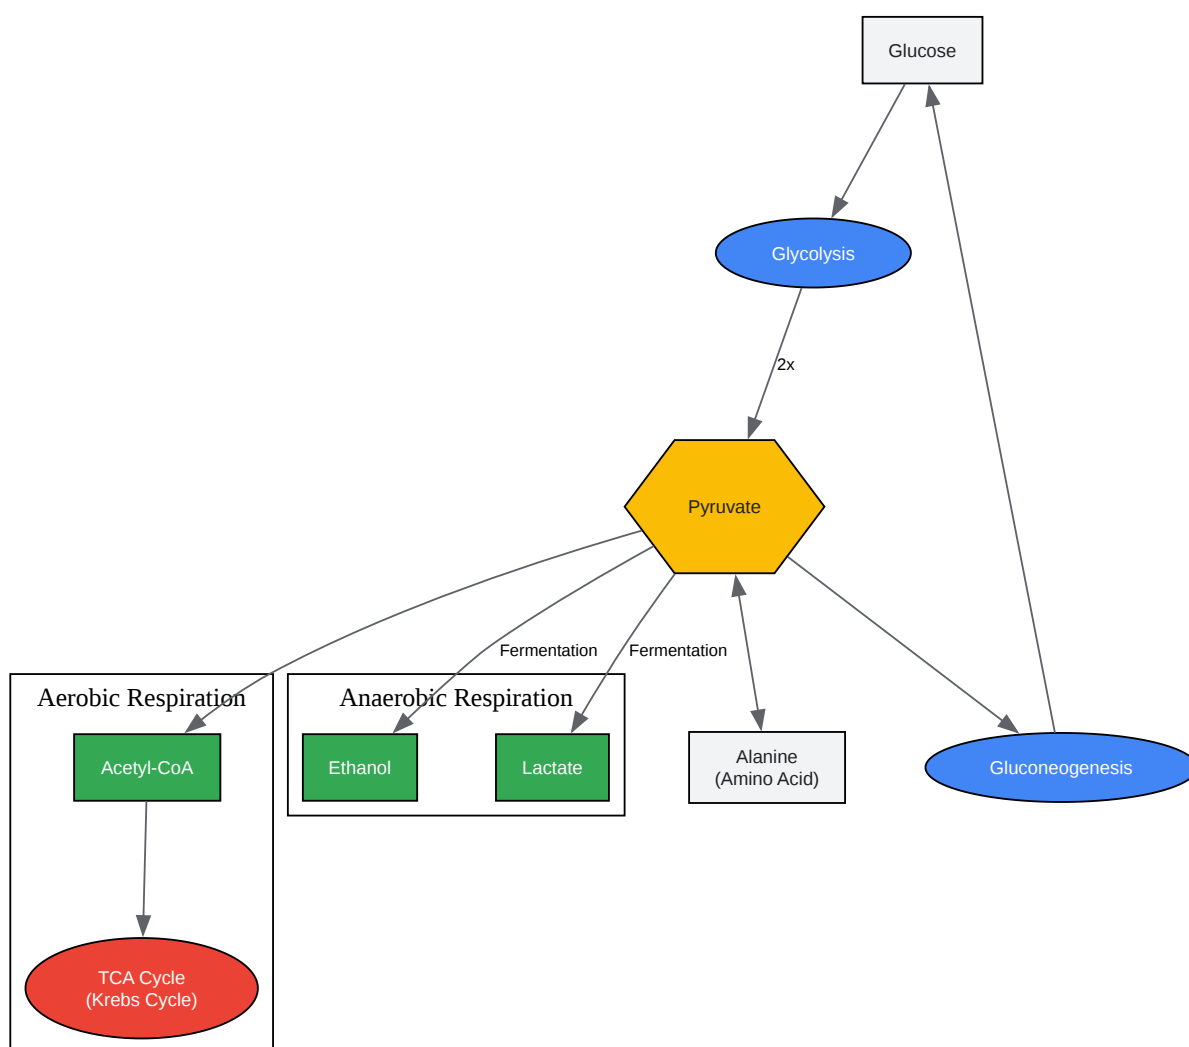 Glucose
Glycolysis
2x
Pyruvate
Fermentation
Fermentation
Aerobic Respiration
Anaerobic Respiration
Acetyl-CoA
Ethanol
Lactate
Alanine
(Amino Acid)
Gluconeogenesis
TCA Cycle
(Krebs Cycle)